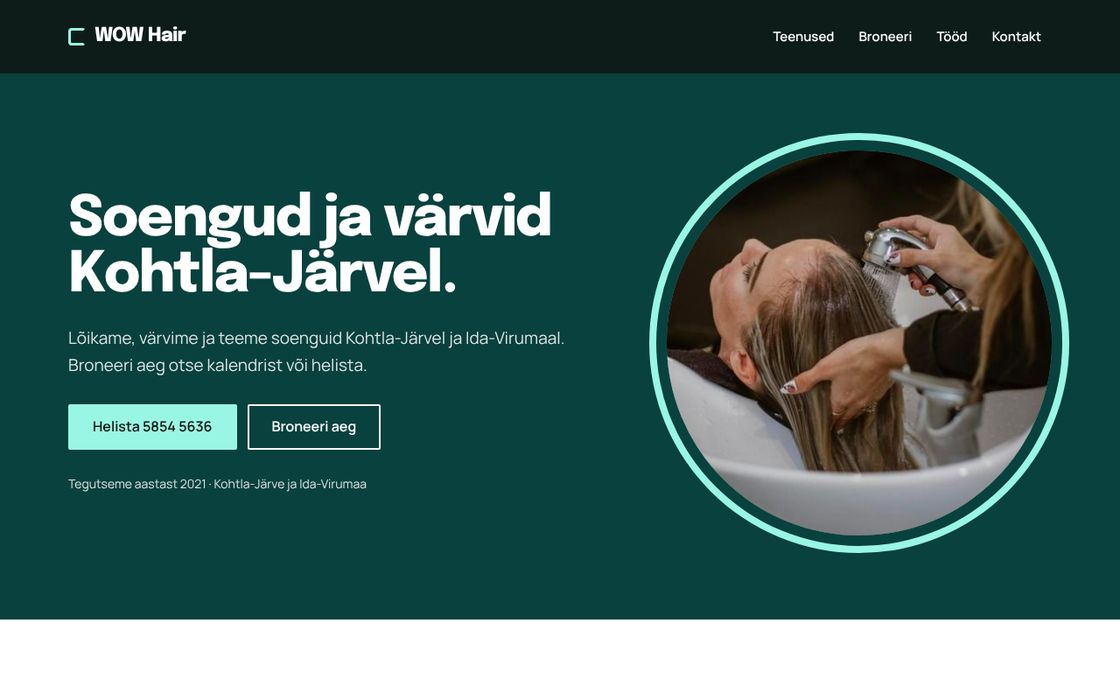 WOW Hair
Teenused Broneeri Tööd Kontakt
Soengud ja värvid
Kohtla-Järvel.
Lõikame, värvime ja teeme soenguid Kohtla-Järvel ja Ida-Virumaal.
Broneeri aeg otse kalendrist või helista.
Helista 5854 5636 Broneeri aeg
Tegutseme aastast 2021 · Kohtla-Järve ja Ida-Virumaa